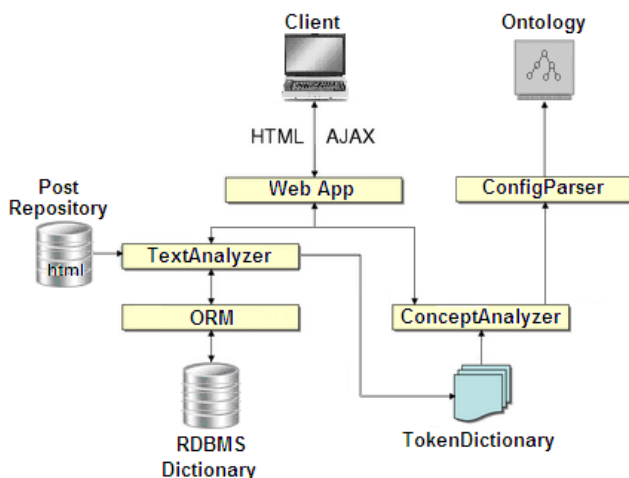 Client
Ontology
HTML AJAX
Post
Repository
Web App
ConfigParser
html
TextAnalyzer
ORM
ConceptAnalyzer
RDBMS
Dictionary
TokenDictionary